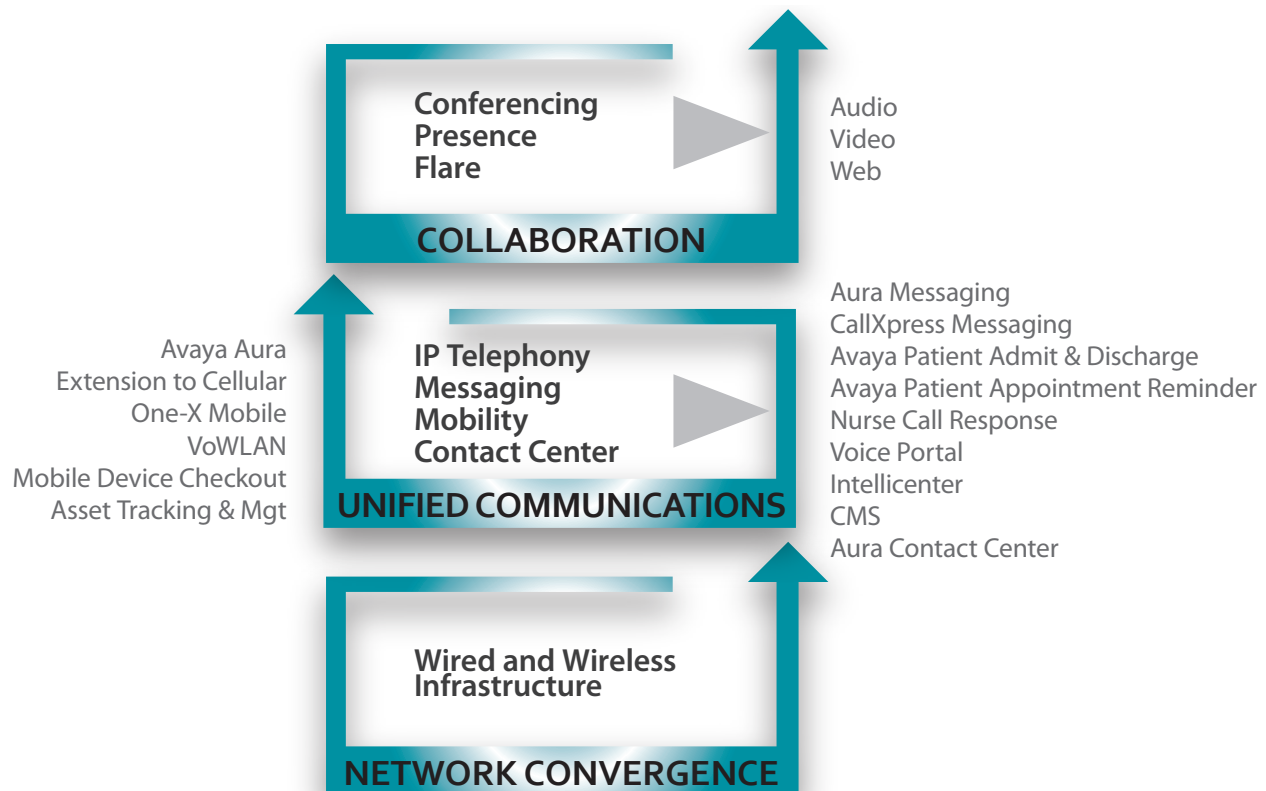 Conferencing
Presence
Flare
Audio
Video
Web
COLLABORATION
Avaya Aura
Extension to Cellular
One-X Mobile
VoWLAN
Mobile Device Checkout
Asset Tracking & Mgt
IP Telephony
Messaging
Mobility
Contact Center
UNIFIED COMMUNICATIONS
Aura Messaging
CallXpress Messaging
Avaya Patient Admit & Discharge
Avaya Patient Appointment Reminder
Nurse Call Response
Voice Portal
Intellicenter
CMS
Aura Contact Center
Wired and Wireless
Infrastructure
NETWORK CONVERGENCE